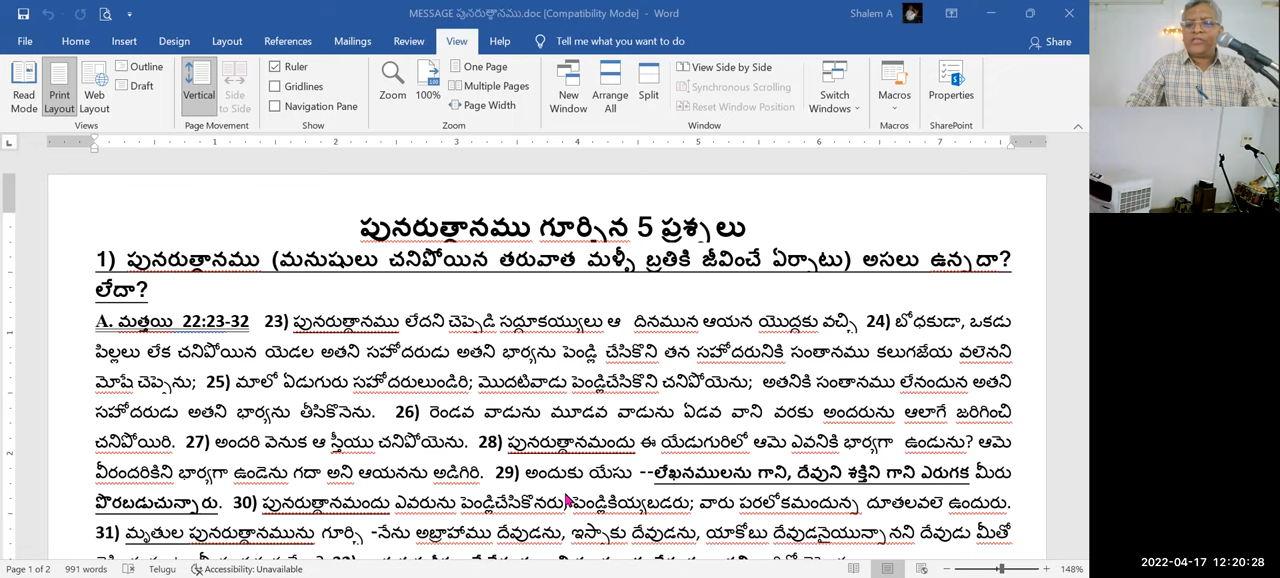 MESSAGE పునరుత్థానము.doc [Compatibility Mode] - Word
Shalem A
File Home Insert Design Layout References Mailings Review View Help Tell me what you want to do Share
Read Mode
Print Layout
Web Layout
Outline
Draft
Views
Vertical
Side to Side
Page Movement
Ruler
Gridlines
Navigation Pane
Show
Zoom
100%
One Page
Multiple Pages
Page Width
Zoom
New Window
Arrange All
Split
View Side by Side
Synchronous Scrolling
Reset Window Position
Switch Windows
Window
Macros
Macros
Properties
SharePoint
1 2 3 4 5 6 7
పునరుత్థానము గూర్చిన 5 ప్రశ్నలు
1) పునరుత్థానము (మనుషులు చనిపోయిన తరువాత మళ్ళీ బ్రతికి జీవించే ఏర్పాటు) అసలు ఉన్నదా?
లేదా?
A. మత్తయి 22:23-32 23) పునరుత్థానము లేదని చెప్పెడి సద్దూకయ్యులు ఆ దినమున ఆయన యొద్దకు వచ్చి 24) బోధకుడా, ఒకడు
పిల్లలు లేక చనిపోయిన యెడల అతని సహోదరుడు అతని భార్యను పెండ్లి చేసికొని తన సహోదరునికి సంతానము కలుగజేయ వలెనని
మోషే చెప్పెను; 25) మాలో ఏడుగురు సహోదరులుండిరి; మొదటివాడు పెండ్లిచేసికొని చనిపోయెను; అతనికి సంతానము లేనందున అతని
సహోదరుడు అతని భార్యను తీసికొనెను. 26) రెండవ వాడును మూడవ వాడును ఏడవ వాని వరకు అందరును ఆలాగే జరిగించి
చనిపోయిరి. 27) అందరి వెనుక ఆ స్త్రీయు చనిపోయెను. 28) పునరుత్థానమందు ఈ యేడుగురిలో ఆమె ఎవనికి భార్యగా ఉండును? ఆమె
వీరందరికిని భార్యగా ఉండెను గదా అని ఆయనను అడిగిరి. 29) అందుకు యేసు --లేఖనములను గాని, దేవుని శక్తిని గాని ఎరుగక మీరు
పొరబడుచున్నారు. 30) పునరుత్థానమందు ఎవరును పెండ్లిచేసికొనరు, పెండ్లికియ్యబడరు; వారు పరలోకమందున్న దూతలవలె ఉందురు.
31) మృతుల పునరుత్థానమును గూర్చి -నేను అబ్రాహాము దేవుడను, ఇస్సాకు దేవుడను, యాకోబు దేవుడనైయున్నానని దేవుడు మీతో
Page 1 of 2 991 words Telugu Accessibility: Unavailable 148%
2022-04-17 12:20:28